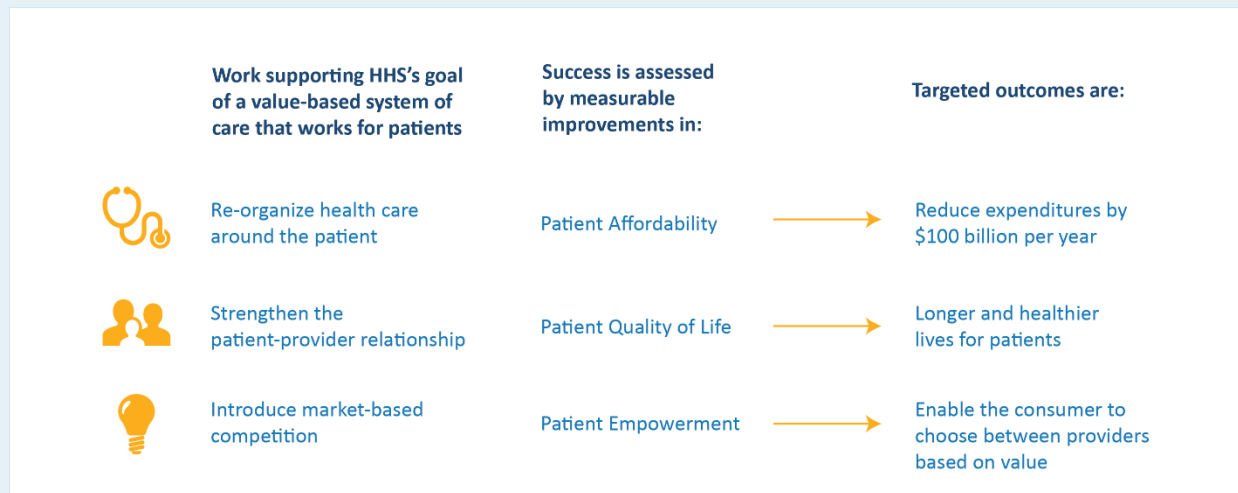 Work supporting HHS's goal
of a value-based system of
care that works for patients
Success is assessed
by measurable
improvements in:
Targeted outcomes are:
Re-organize health care
around the patient
Patient Affordability
Reduce expenditures by
$100 billion per year
Strengthen the
patient-provider relationship
Patient Quality of Life
Longer and healthier
lives for patients
Introduce market-based
competition
Patient Empowerment
Enable the consumer to
choose between providers
based on value